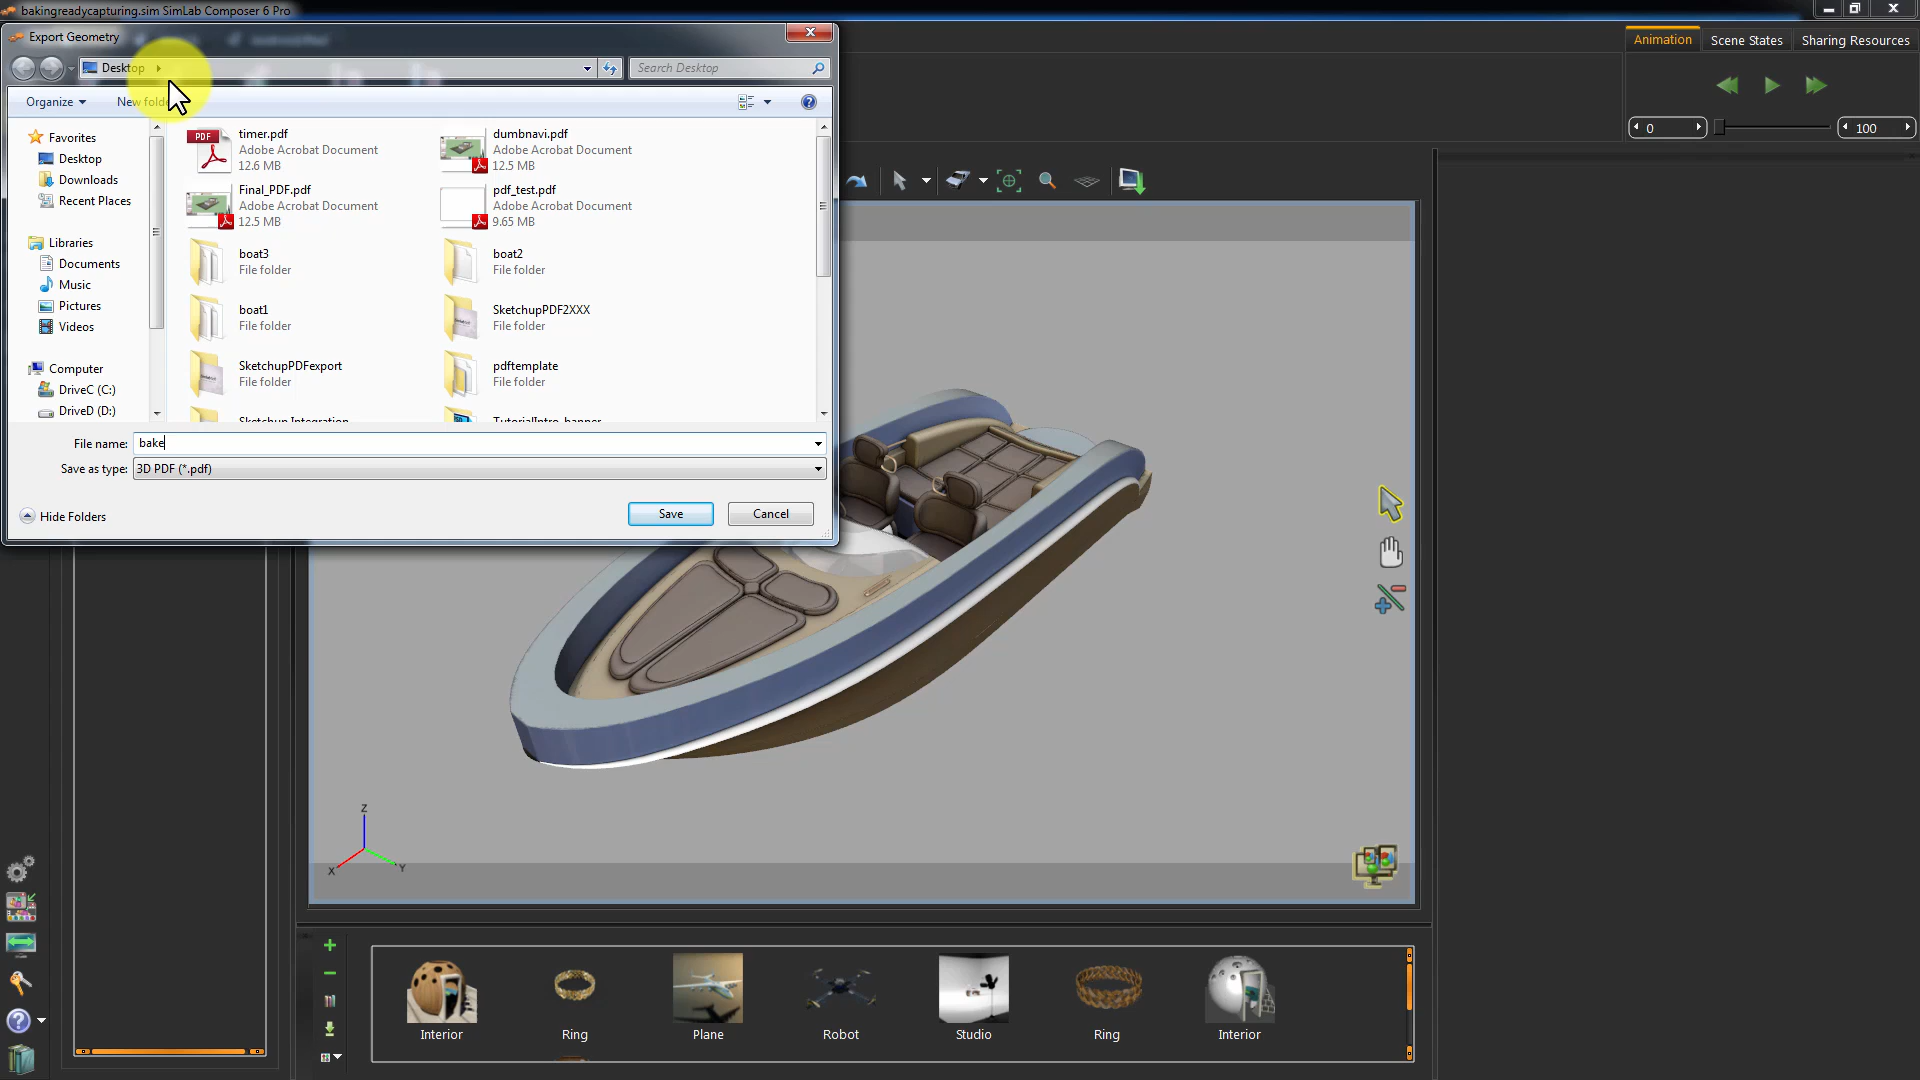 bakingreadycapturing.sim SimLab Composer 6 Pro
Export Geometry
Desktop
Search Desktop
Organize
New folder
Favorites
Desktop
Downloads
Recent Places
Libraries
Documents
Music
Pictures
Videos
Computer
DriveC (C:)
DriveD (D:)
timer.pdf
Adobe Acrobat Document
12.6 MB
dumbnavi.pdf
Adobe Acrobat Document
12.5 MB
Final_PDF.pdf
Adobe Acrobat Document
12.5 MB
pdf_test.pdf
Adobe Acrobat Document
9.65 MB
boat3
File folder
boat2
File folder
boat1
File folder
SketchupPDF2XXX
File folder
SketchupPDFexport
File folder
pdftemplate
File folder
Sketchup Integration
TutorialIntro_banner
File name: bake
Save as type: 3D PDF (*.pdf)
Hide Folders
Save
Cancel
Animation
Scene States
Sharing Resources
0
100
PDF
Z
X
Y
Interior
Ring
Plane
Robot
Studio
Ring
Interior